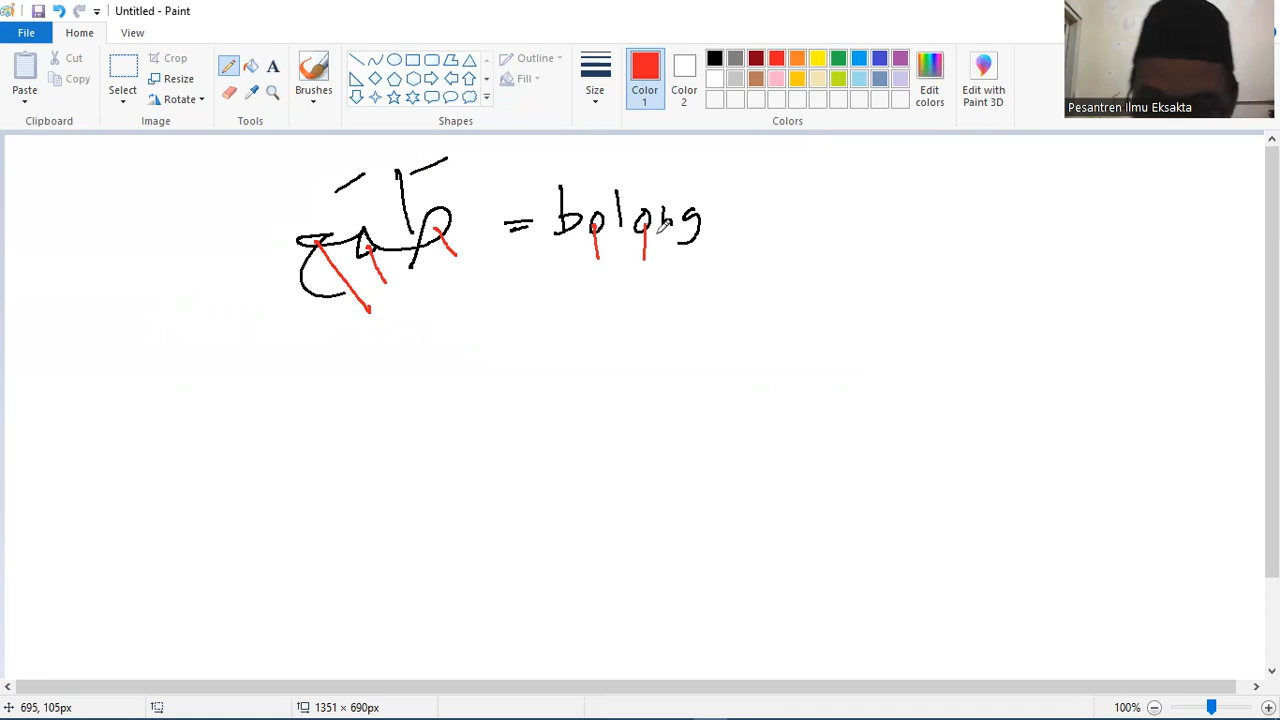 Untitled - Paint
File Home View
Paste
Cut
Copy
Clipboard
Select
Resize
Rotate
Image
Tools
Brushes
Outline
Fill
Shapes
Size
Color 1
Color 2
Edit colors
Edit with Paint 3D
Colors
Pesantren Ilmu Eksakta
= bolong
695, 105px
1351 × 690px
100%